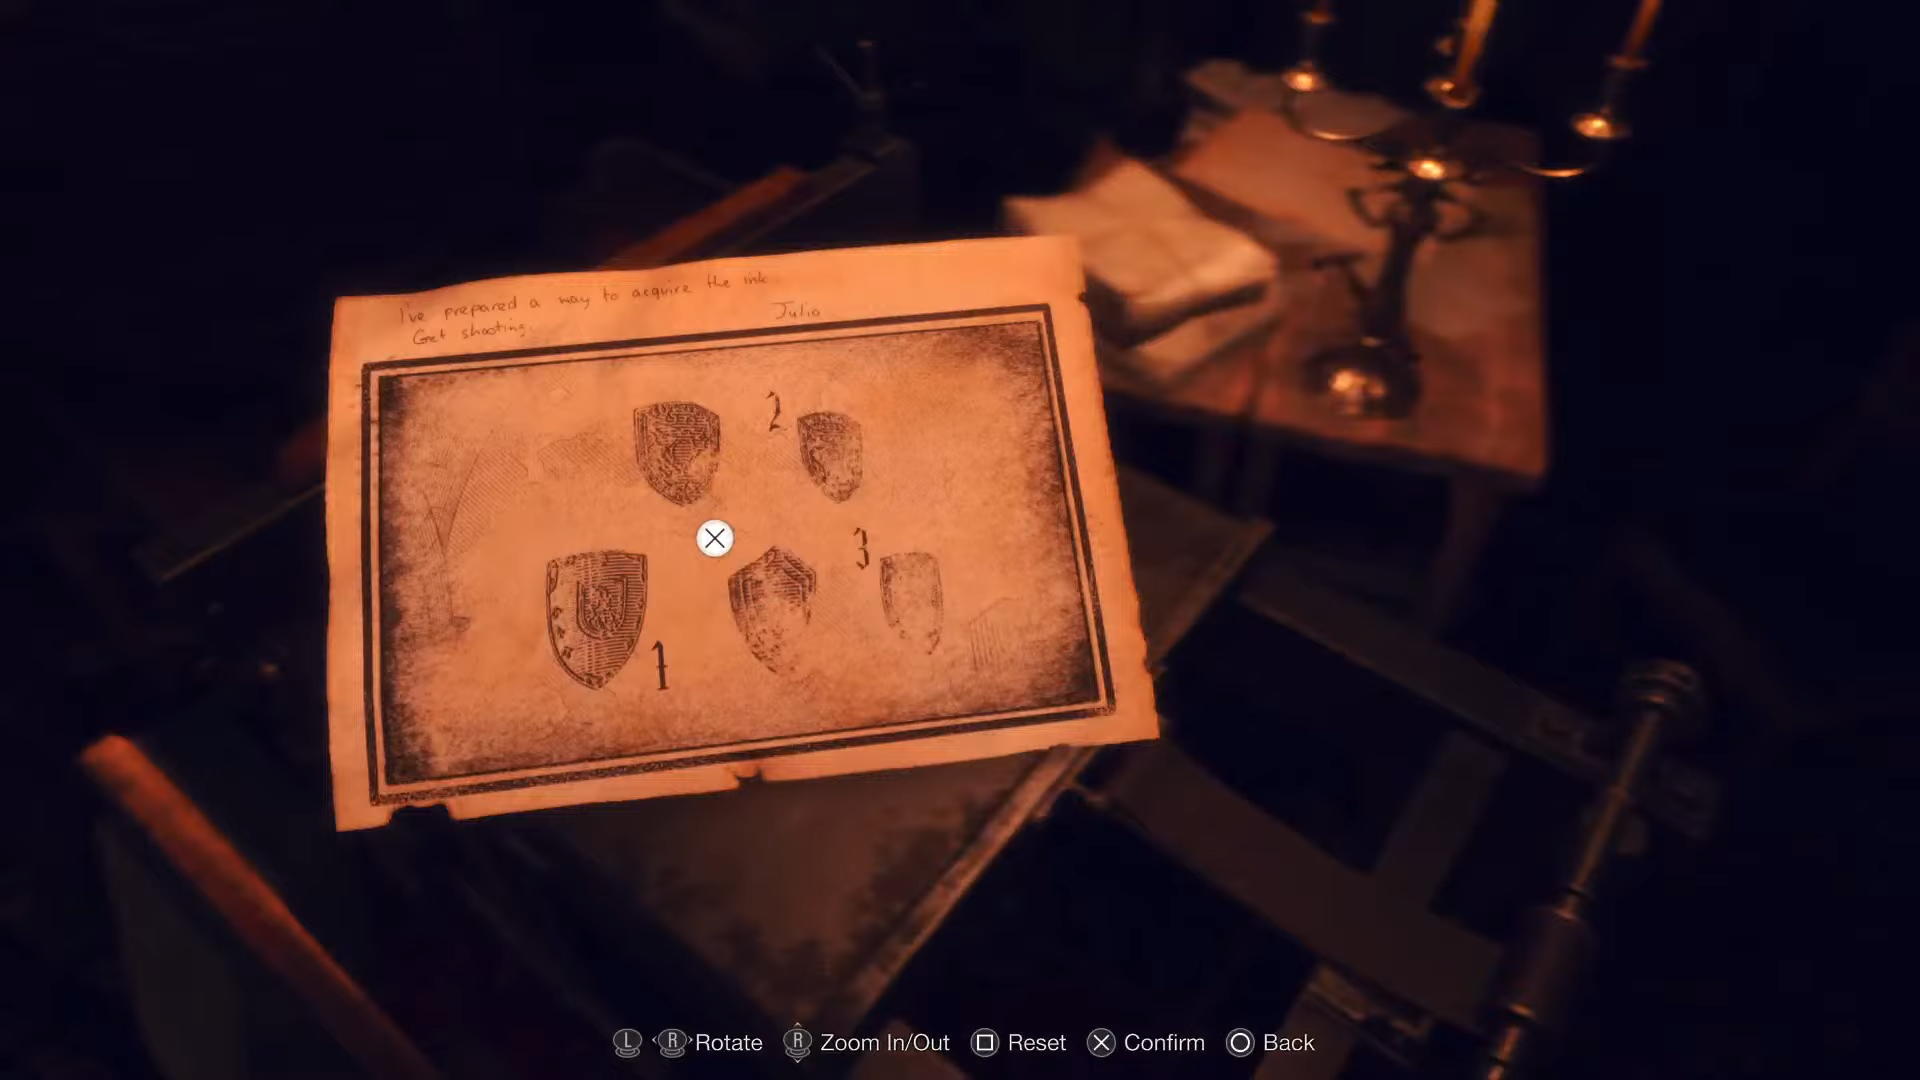 I've prepared a way to acquire the ink
Get shooting.
Julia
2
3
1
L R Rotate R Zoom In/Out Reset Confirm Back